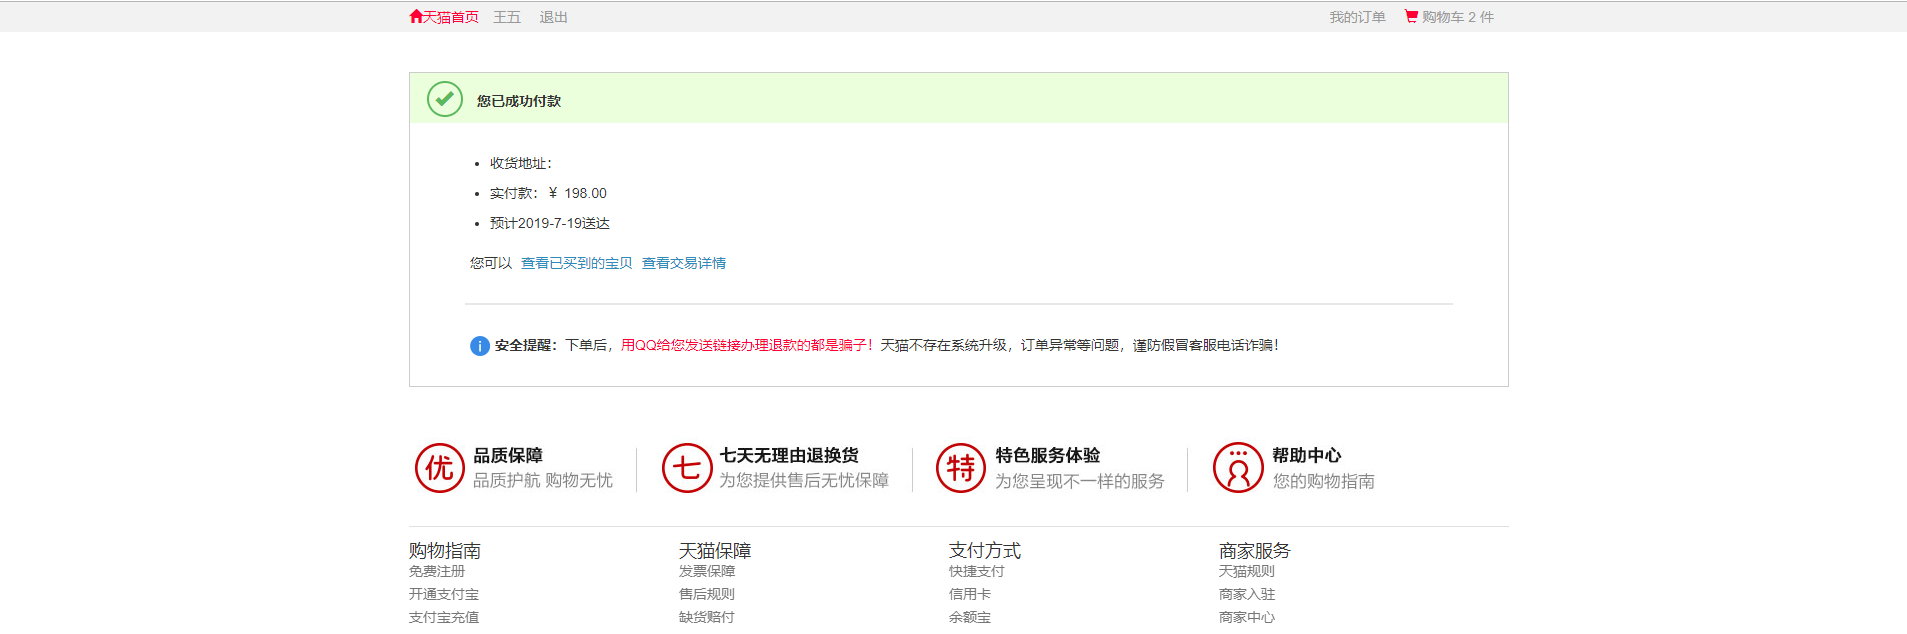 天猫首页 王五 退出 我的订单 购物车 2 件
您已成功付款
收货地址：
实付款：￥ 198.00
预计2019-7-19送达
您可以 查看已买到的宝贝 查看交易详情
安全提醒：下单后，用QQ给您发送链接办理退款的都是骗子！天猫不存在系统升级，订单异常等问题，谨防假冒客服电话诈骗！
优 品质保障 七 七天无理由退换货 特 特色服务体验 帮助中心
品质护航 购物无忧 为您提供售后无忧保障 为您呈现不一样的服务 您的购物指南
购物指南 天猫保障 支付方式 商家服务
免费注册 发票保障 快捷支付 天猫规则
开通支付宝 售后规则 信用卡 商家入驻
支付宝充值 缺货赔付 余额宝 商家中心